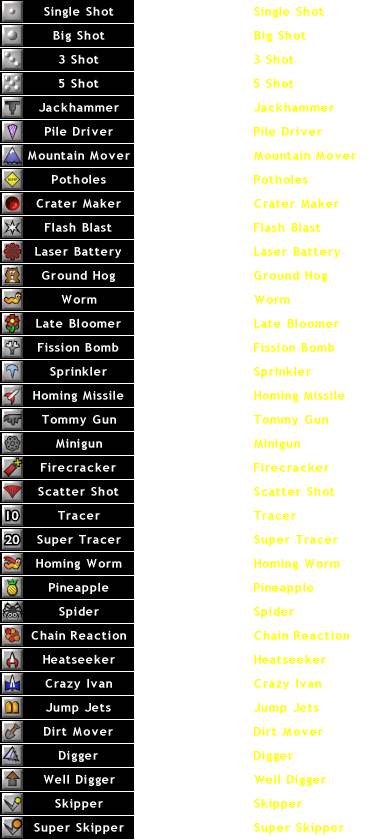 Single Shot Single Shot
Big Shot Big Shot
3 Shot 3 Shot
5 Shot 5 Shot
Jackhammer Jackhammer
Pile Driver Pile Driver
Mountain Mover Mountain Mover
Potholes Potholes
Crater Maker Crater Maker
Flash Blast Flash Blast
Laser Battery Laser Battery
Ground Hog Ground Hog
Worm Worm
Late Bloomer Late Bloomer
Fission Bomb Fission Bomb
Sprinkler Sprinkler
Homing Missile Homing Missile
Tommy Gun Tommy Gun
Minigun Minigun
Firecracker Firecracker
Scatter Shot Scatter Shot
10 Tracer Tracer
20 Super Tracer Super Tracer
Homing Worm Homing Worm
Pineapple Pineapple
Spider Spider
Chain Reaction Chain Reaction
Heatseeker Heatseeker
Crazy Ivan Crazy Ivan
Jump Jets Jump Jets
Dirt Mover Dirt Mover
Digger Digger
Well Digger Well Digger
Skipper Skipper
Super Skipper Super Skipper